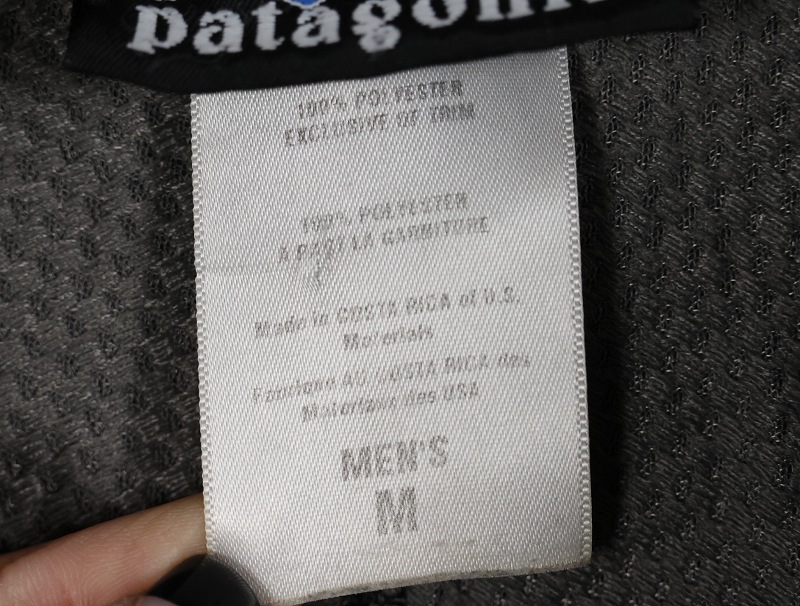 patagonia
100% POLYESTER
EXCLUSIVE OF TRIM
100% POLYESTER
A PART LA GARNITURE
Made in COSTA RICA of U.S.
Materials
Fabrique AU COSTA RICA des
Materiaux des USA
MEN'S
M